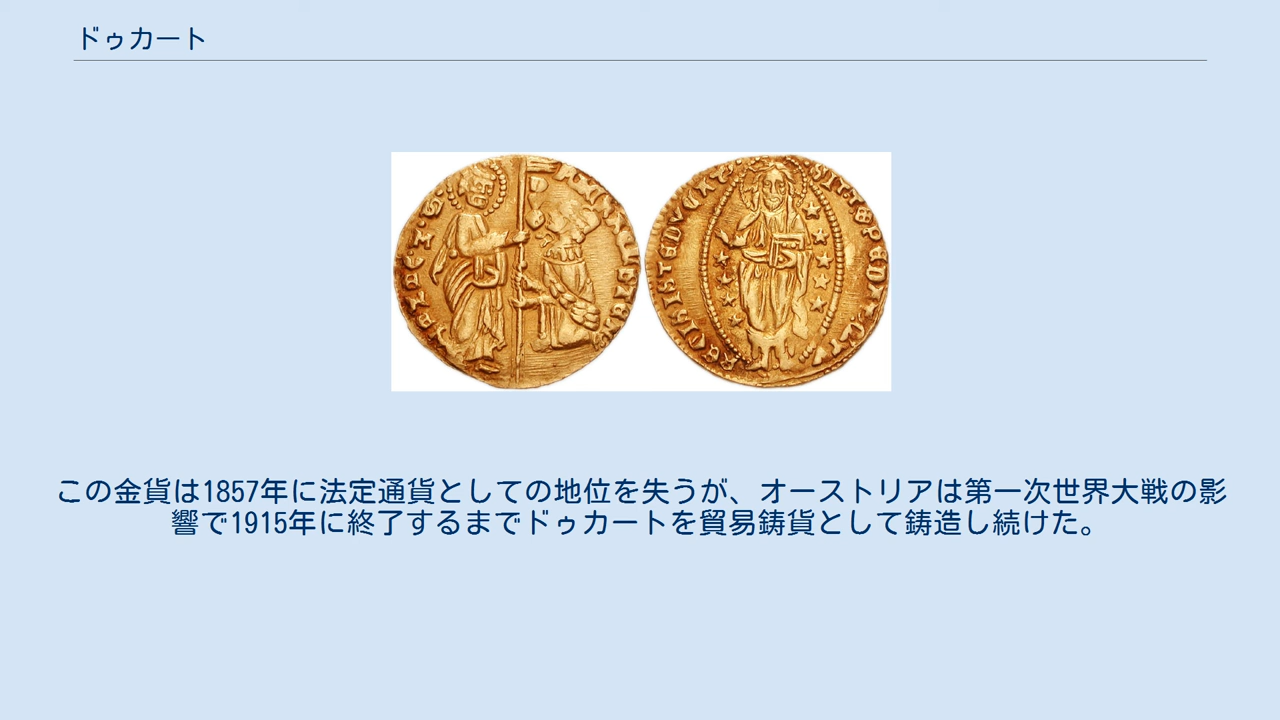 ドゥカート
この金貨は1857年に法定通貨としての地位を失うが、オーストリアは第一次世界大戦の影
響で1915年に終了するまでドゥカートを貿易鋳貨として鋳造し続けた。